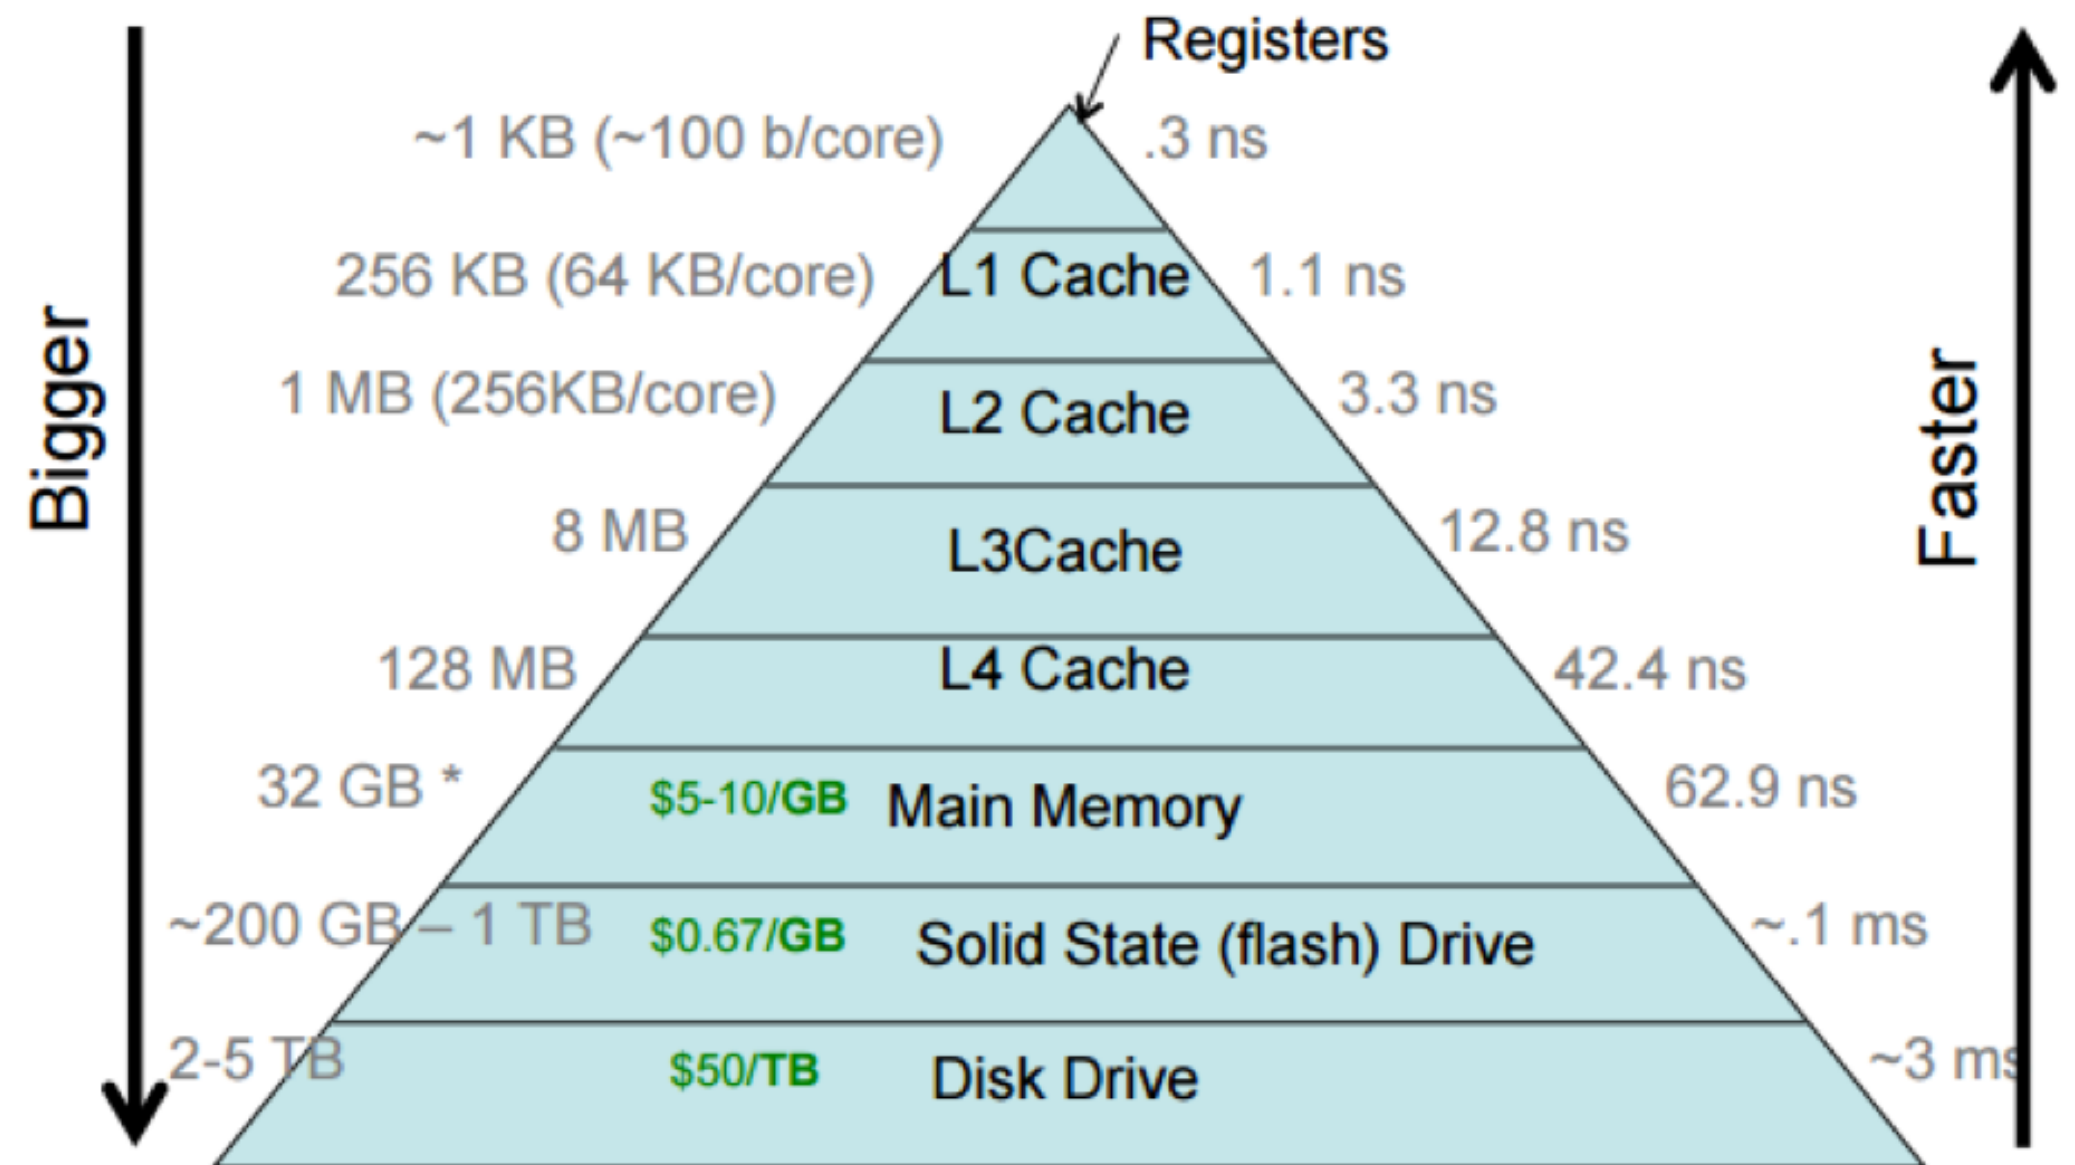 Registers
~1 KB (~100 b/core) .3 ns
256 KB (64 KB/core) L1 Cache 1.1 ns
1 MB (256KB/core) L2 Cache 3.3 ns
8 MB L3Cache 12.8 ns
128 MB L4 Cache 42.4 ns
32 GB * $5-10/GB Main Memory 62.9 ns
~200 GB – 1 TB $0.67/GB Solid State (flash) Drive ~.1 ms
2-5 TB $50/TB Disk Drive ~3 ms
Bigger
Faster